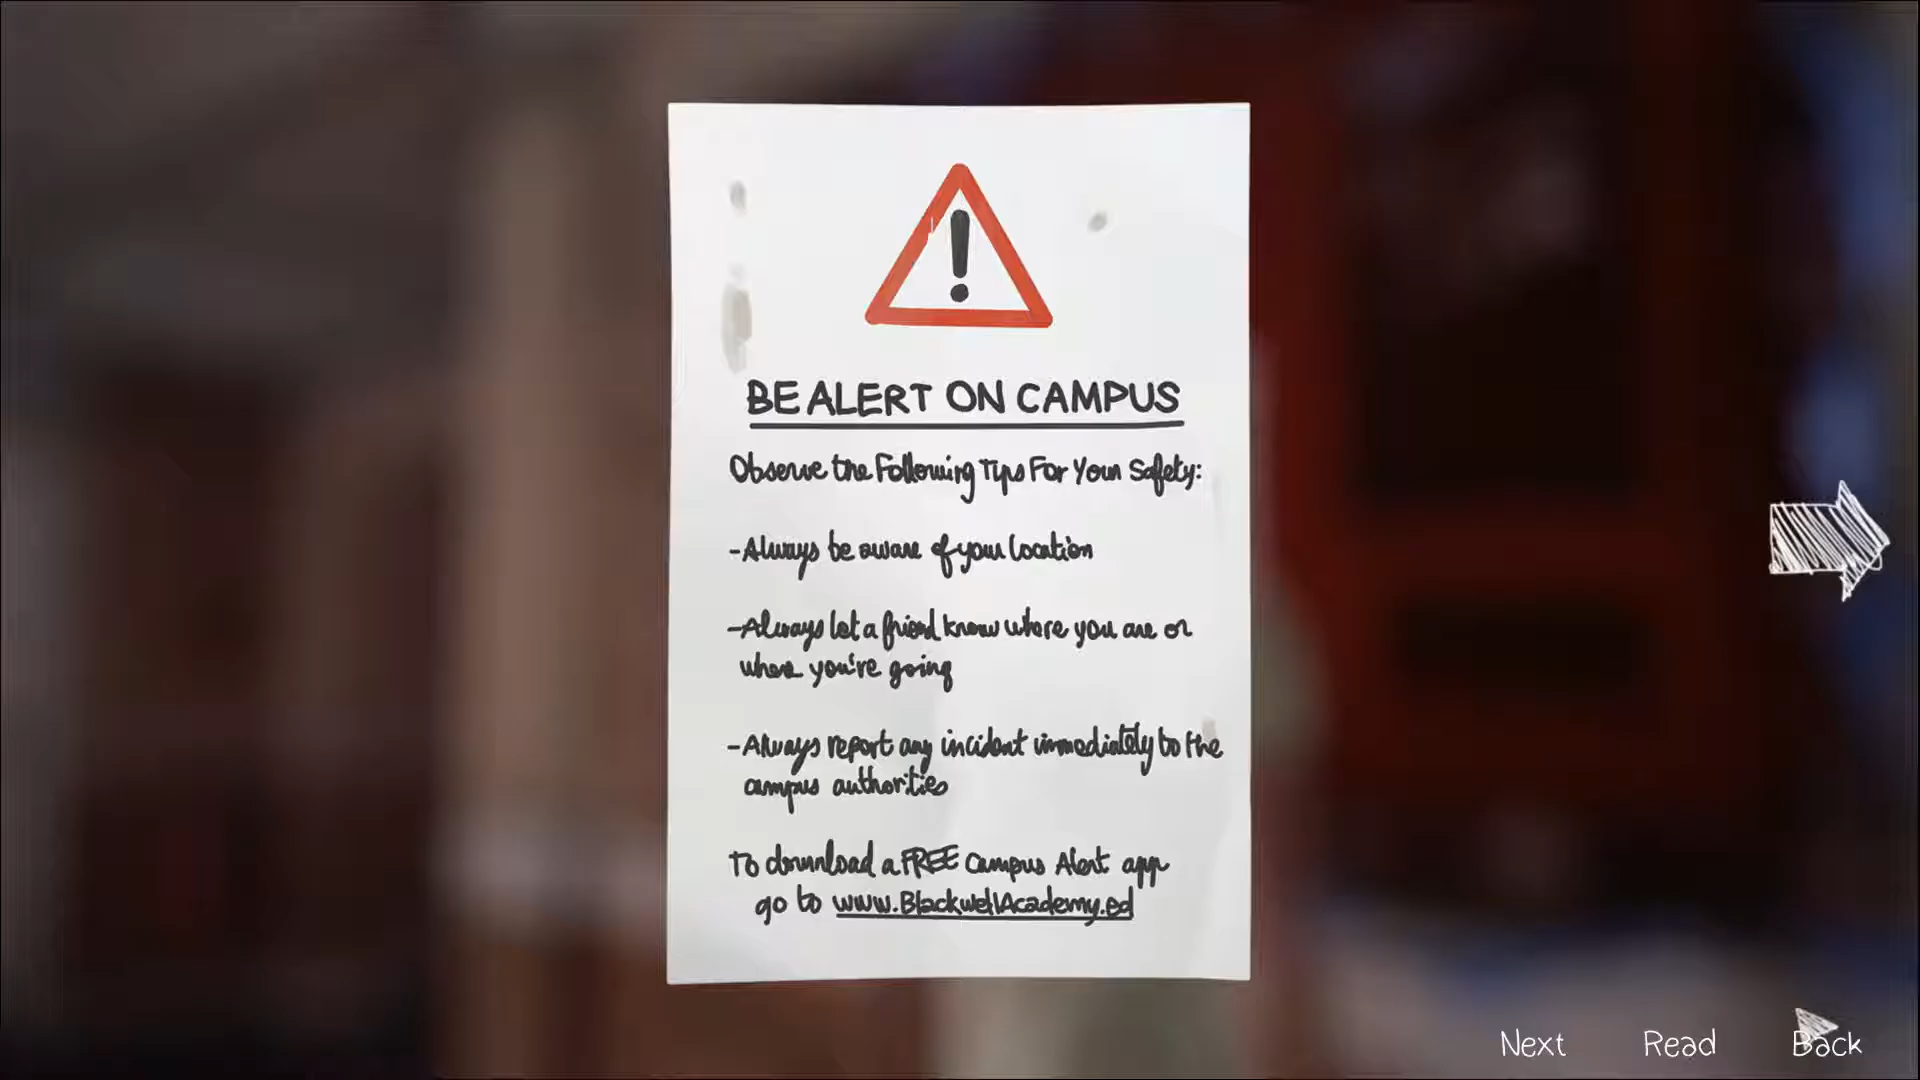 BE ALERT ON CAMPUS
Observe the Following Tips For Your Safety:
-Always be aware of your location
-Always let a friend know where you are or
where you're going
-Always report any incident immediately to the
campus authorities
To download a FREE Campus Alert app
go to www.BlackwellAcademy.ed
Next
Read
Back